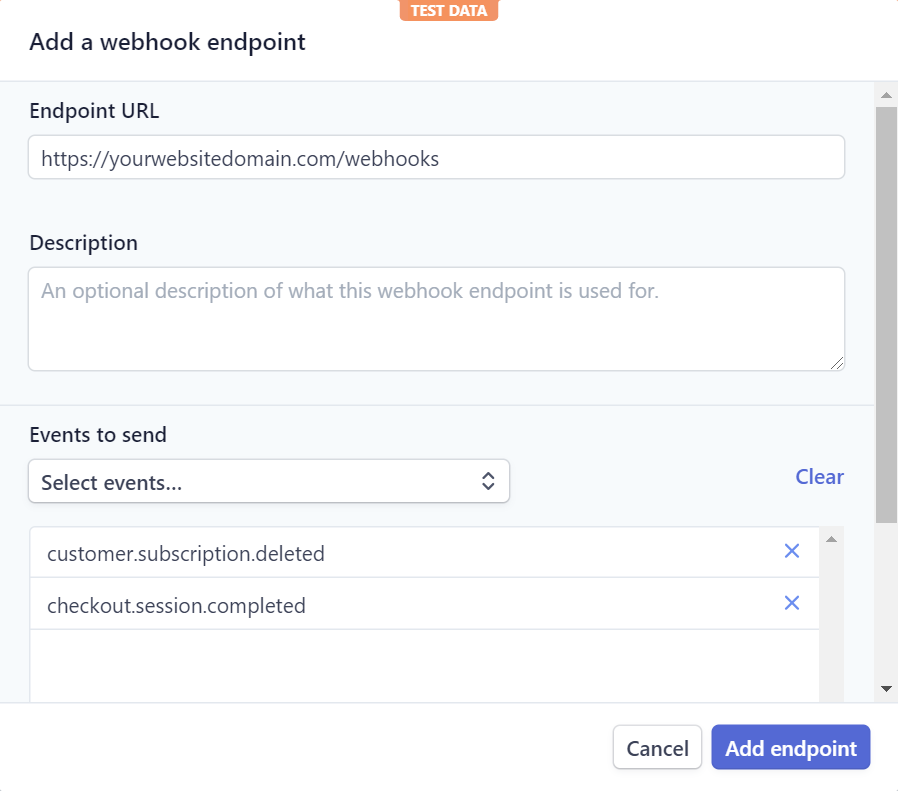 TEST DATA
Add a webhook endpoint
Endpoint URL
https://yourwebsitedomain.com/webhooks
Description
An optional description of what this webhook endpoint is used for.
Events to send
Select events...
Clear
customer.subscription.deleted
checkout.session.completed
Cancel
Add endpoint